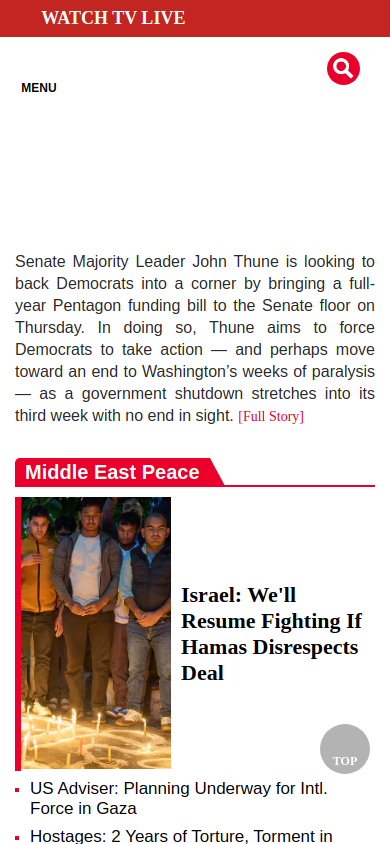 WATCH TV LIVE
MENU
Senate Majority Leader John Thune is looking to
back Democrats into a corner by bringing a full-
year Pentagon funding bill to the Senate floor on
Thursday. In doing so, Thune aims to force
Democrats to take action — and perhaps move
toward an end to Washington’s weeks of paralysis
— as a government shutdown stretches into its
third week with no end in sight. [Full Story]
Middle East Peace
Israel: We'll
Resume Fighting If
Hamas Disrespects
Deal
TOP
US Adviser: Planning Underway for Intl.
Force in Gaza
Hostages: 2 Years of Torture, Torment in